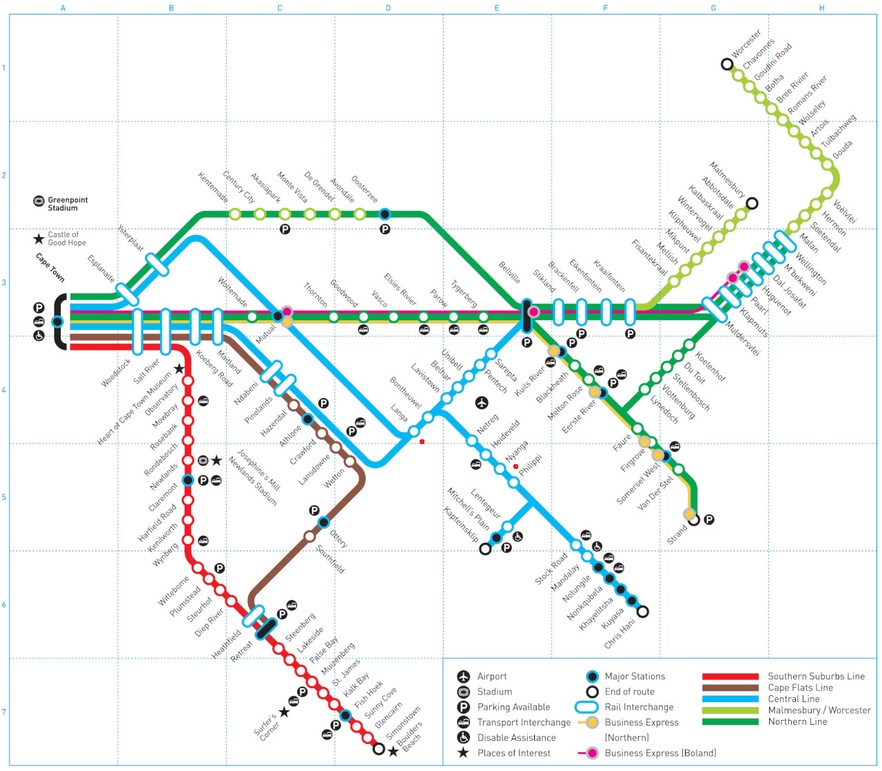 A B C D E F G H
1
2
3
4
5
6
7
Worcester
Chavonnes
Goudini Road
Botha
Bree Rivier
Romans River
Wolseley
Artois
Tulbachweg
Gouda
Voëlvlei
Hermon
Soetendal
Malan
Wellington
M'bekweni
Dal Josafat
Huguenot
Paarl
Klapmuts
Muldersvlei
Malmesbury
Abbotsdale
Kalbaskraal
Wintervogel
Klipheuwel
Mikpunt
Mellish
Fisantekraal
Greenpoint
Stadium
Castle of
Good Hope
Cape Town
Esplanade
Ysterplaat
Kentemade
Century City
Akasiapark
Monte Vista
De Grendel
Avondale
Oosterzee
Woltemade
Mutual
Thornton
Goodwood
Vasco
Elsies River
Parow
Tygerberg
Bellville
Stikland
Brackenfell
Eikenfontein
Kraaifontein
Woodstock
Salt River
Koeberg Road
Maitland
Ndabeni
Pinelands
Hazendal
Athlone
Crawford
Lansdowne
Wetton
Ottery
Southfield
Heart of Cape Town Museum
Observatory
Mowbray
Rosebank
Rondebosch
Newlands
Claremont
Harfield Road
Kenilworth
Wynberg
Josephine's Mill
Newlands Stadium
Wittebome
Plumstead
Steurhof
Diep River
Heathfield
Retreat
Steenberg
Lakeside
False Bay
Muizenberg
St. James
Kalk Bay
Fish Hoek
Sunny Cove
Glencairn
Simonstown
Boulders
Beach
Surfer's
Corner
Langa
Bonteheuwel
Lavistown
Belhar
Unibell
Pentech
Sarepta
Netreg
Heideveld
Nyanga
Philippi
Lentegeur
Mitchell's Plain
Kapteinsklip
Stock Road
Mandalay
Nolungile
Nonkqubela
Khayelitsha
Kuyasa
Chris Hani
Kuils River
Blackheath
Melton Rose
Eerste River
Faure
Firgrove
Somerset West
Van Der Stel
Strand
Lynedoch
Vlottenburg
Stellenbosch
Du Toit
Koelenhof
Airport
Stadium
Parking Available
Transport Interchange
Disable Assistance
Places of Interest
Major Stations
End of route
Rail Interchange
Business Express
(Northern)
Business Express (Boland)
Southern Suburbs Line
Cape Flats Line
Central Line
Malmesbury / Worcester
Northern Line